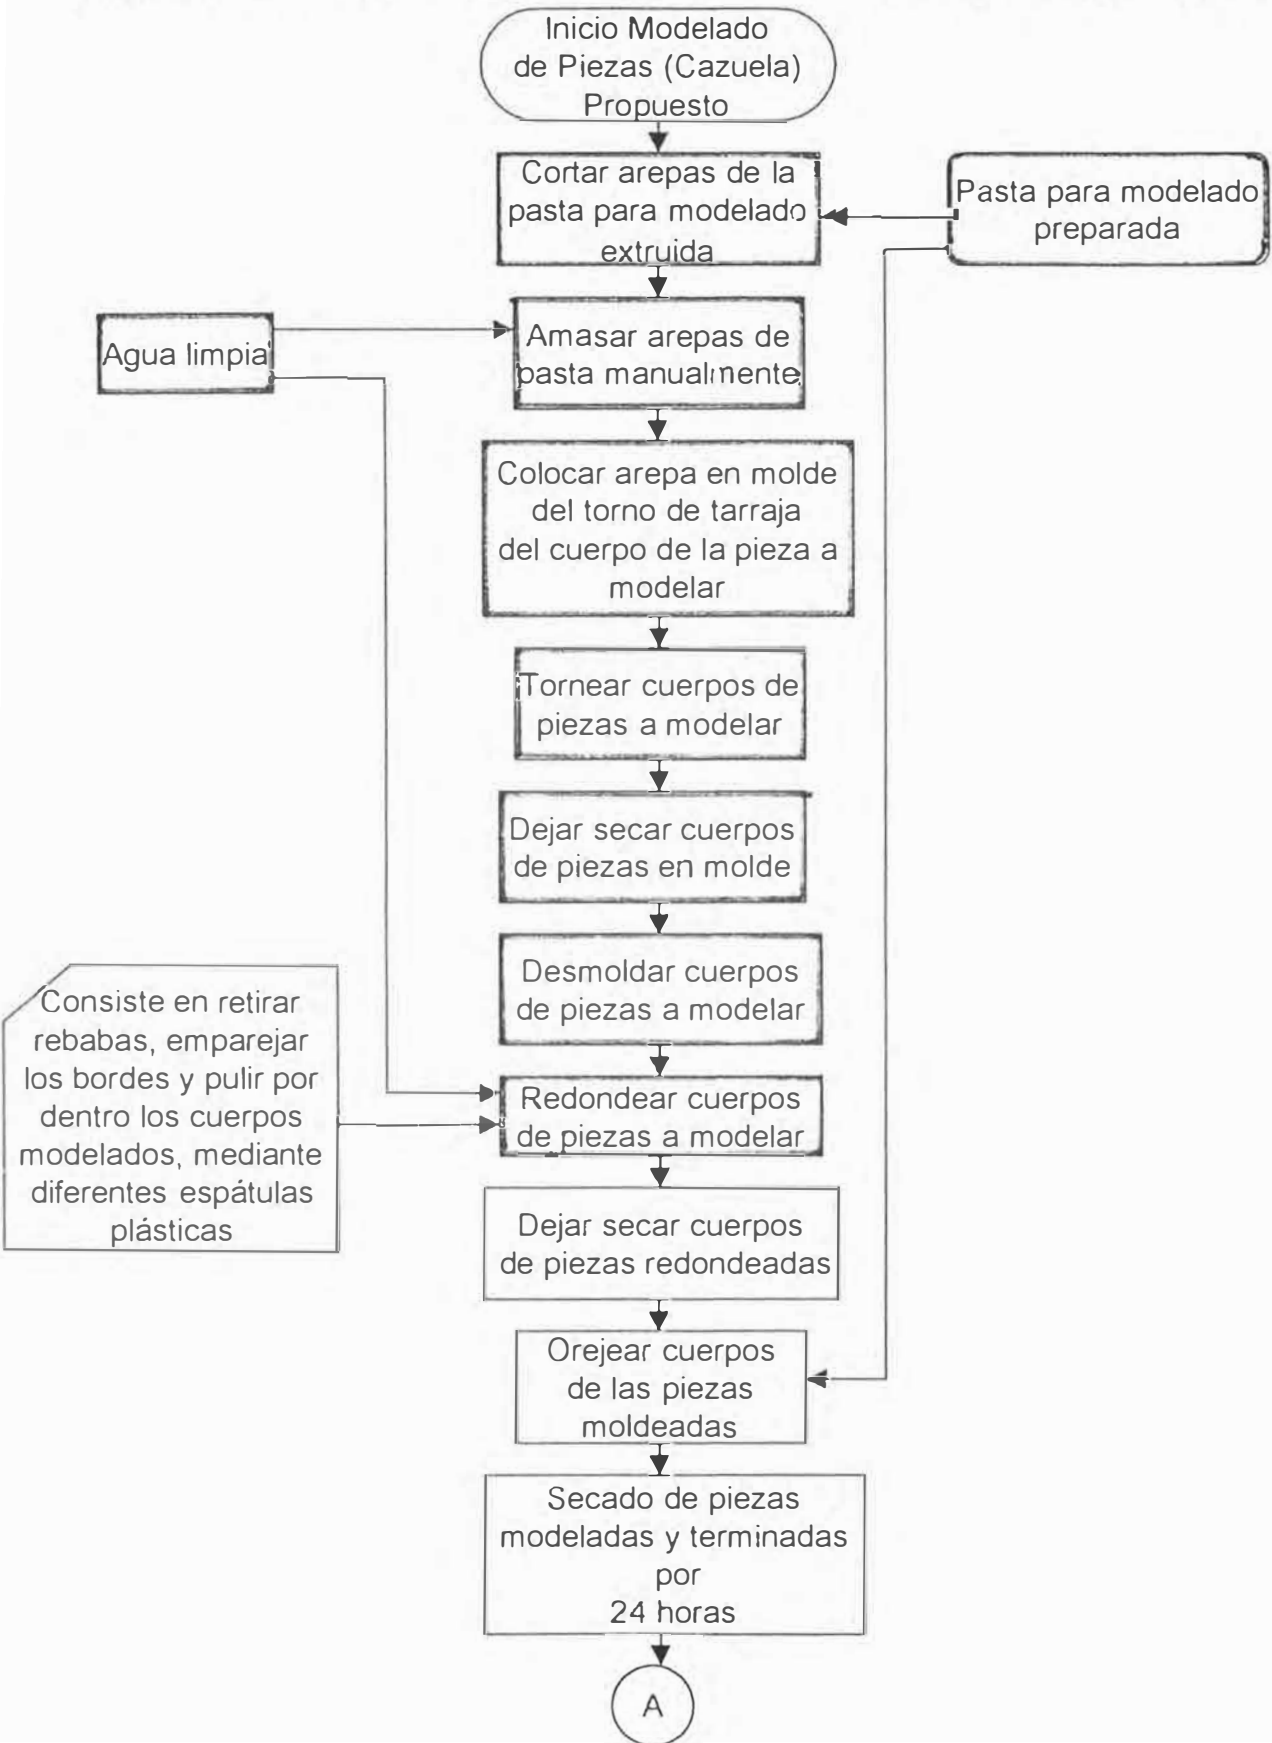 Inicio Modelado
de Piezas (Cazuela)
Propuesto
Cortar arepas de la
pasta para modelado
extruida
Pasta para modelado
preparada
Agua limpia
Amasar arepas de
pasta manualmente
Colocar arepa en molde
del torno de tarraja
del cuerpo de la pieza a
modelar
Tornear cuerpos de
piezas a modelar
Dejar secar cuerpos
de piezas en molde
Desmoldar cuerpos
de piezas a modelar
Consiste en retirar
rebabas, emparejar
los bordes y pulir por
dentro los cuerpos
modelados, mediante
diferentes espátulas
plásticas
Redondear cuerpos
de piezas a modelar
Dejar secar cuerpos
de piezas redondeadas
Orejear cuerpos
de las piezas
moldeadas
Secado de piezas
modeladas y terminadas
por
24 horas
A